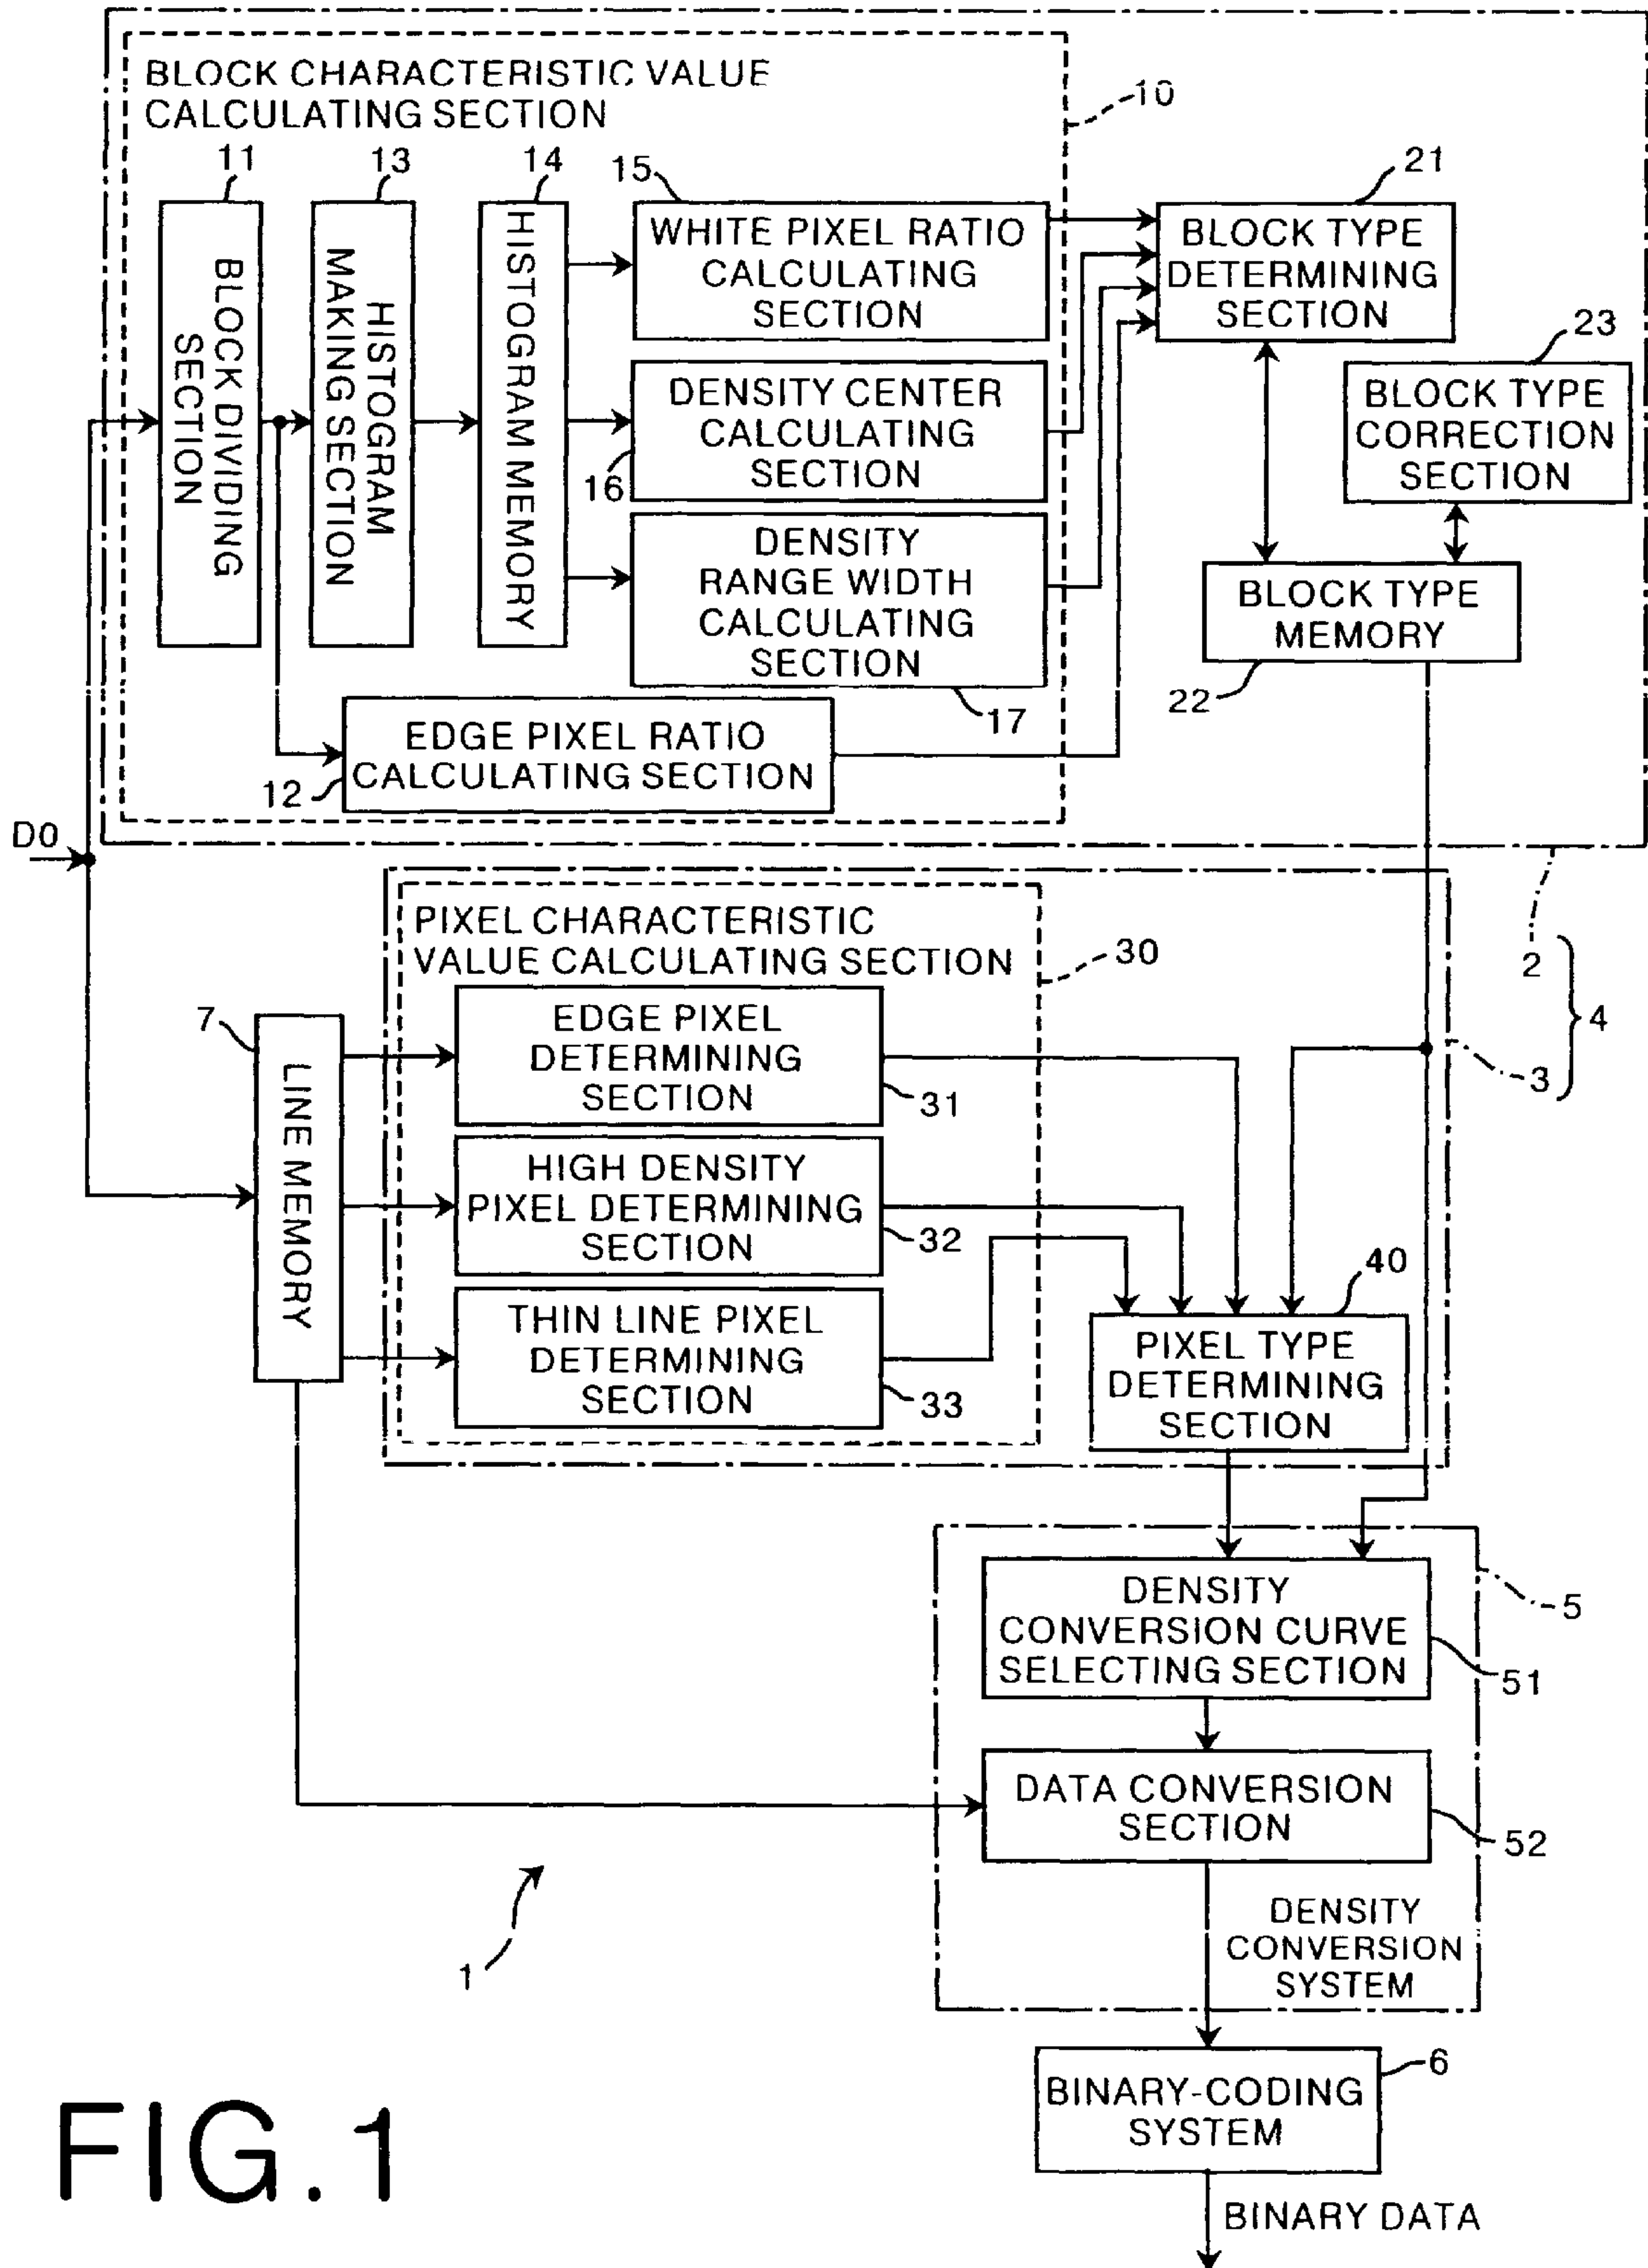 BLOCK CHARACTERISTIC VALUE
CALCULATING SECTION
10
11
13
14
15
21
BLOCK DIVIDING
SECTION
HISTOGRAM
MAKING SECTION
HISTOGRAM MEMORY
WHITE PIXEL RATIO
CALCULATING
SECTION
BLOCK TYPE
DETERMINING
SECTION
23
DENSITY CENTER
CALCULATING
SECTION
16
BLOCK TYPE
CORRECTION
SECTION
DENSITY
RANGE WIDTH
CALCULATING
SECTION
17
BLOCK TYPE
MEMORY
22
EDGE PIXEL RATIO
CALCULATING SECTION
12
D0
2
3
4
PIXEL CHARACTERISTIC
VALUE CALCULATING SECTION
30
7
LINE MEMORY
EDGE PIXEL
DETERMINING
SECTION
31
HIGH DENSITY
PIXEL DETERMINING
SECTION
32
THIN LINE PIXEL
DETERMINING
SECTION
33
40
PIXEL TYPE
DETERMINING
SECTION
5
DENSITY
CONVERSION CURVE
SELECTING SECTION
51
DATA CONVERSION
SECTION
52
DENSITY
CONVERSION
SYSTEM
1
6
BINARY-CODING
SYSTEM
BINARY DATA
FIG.1